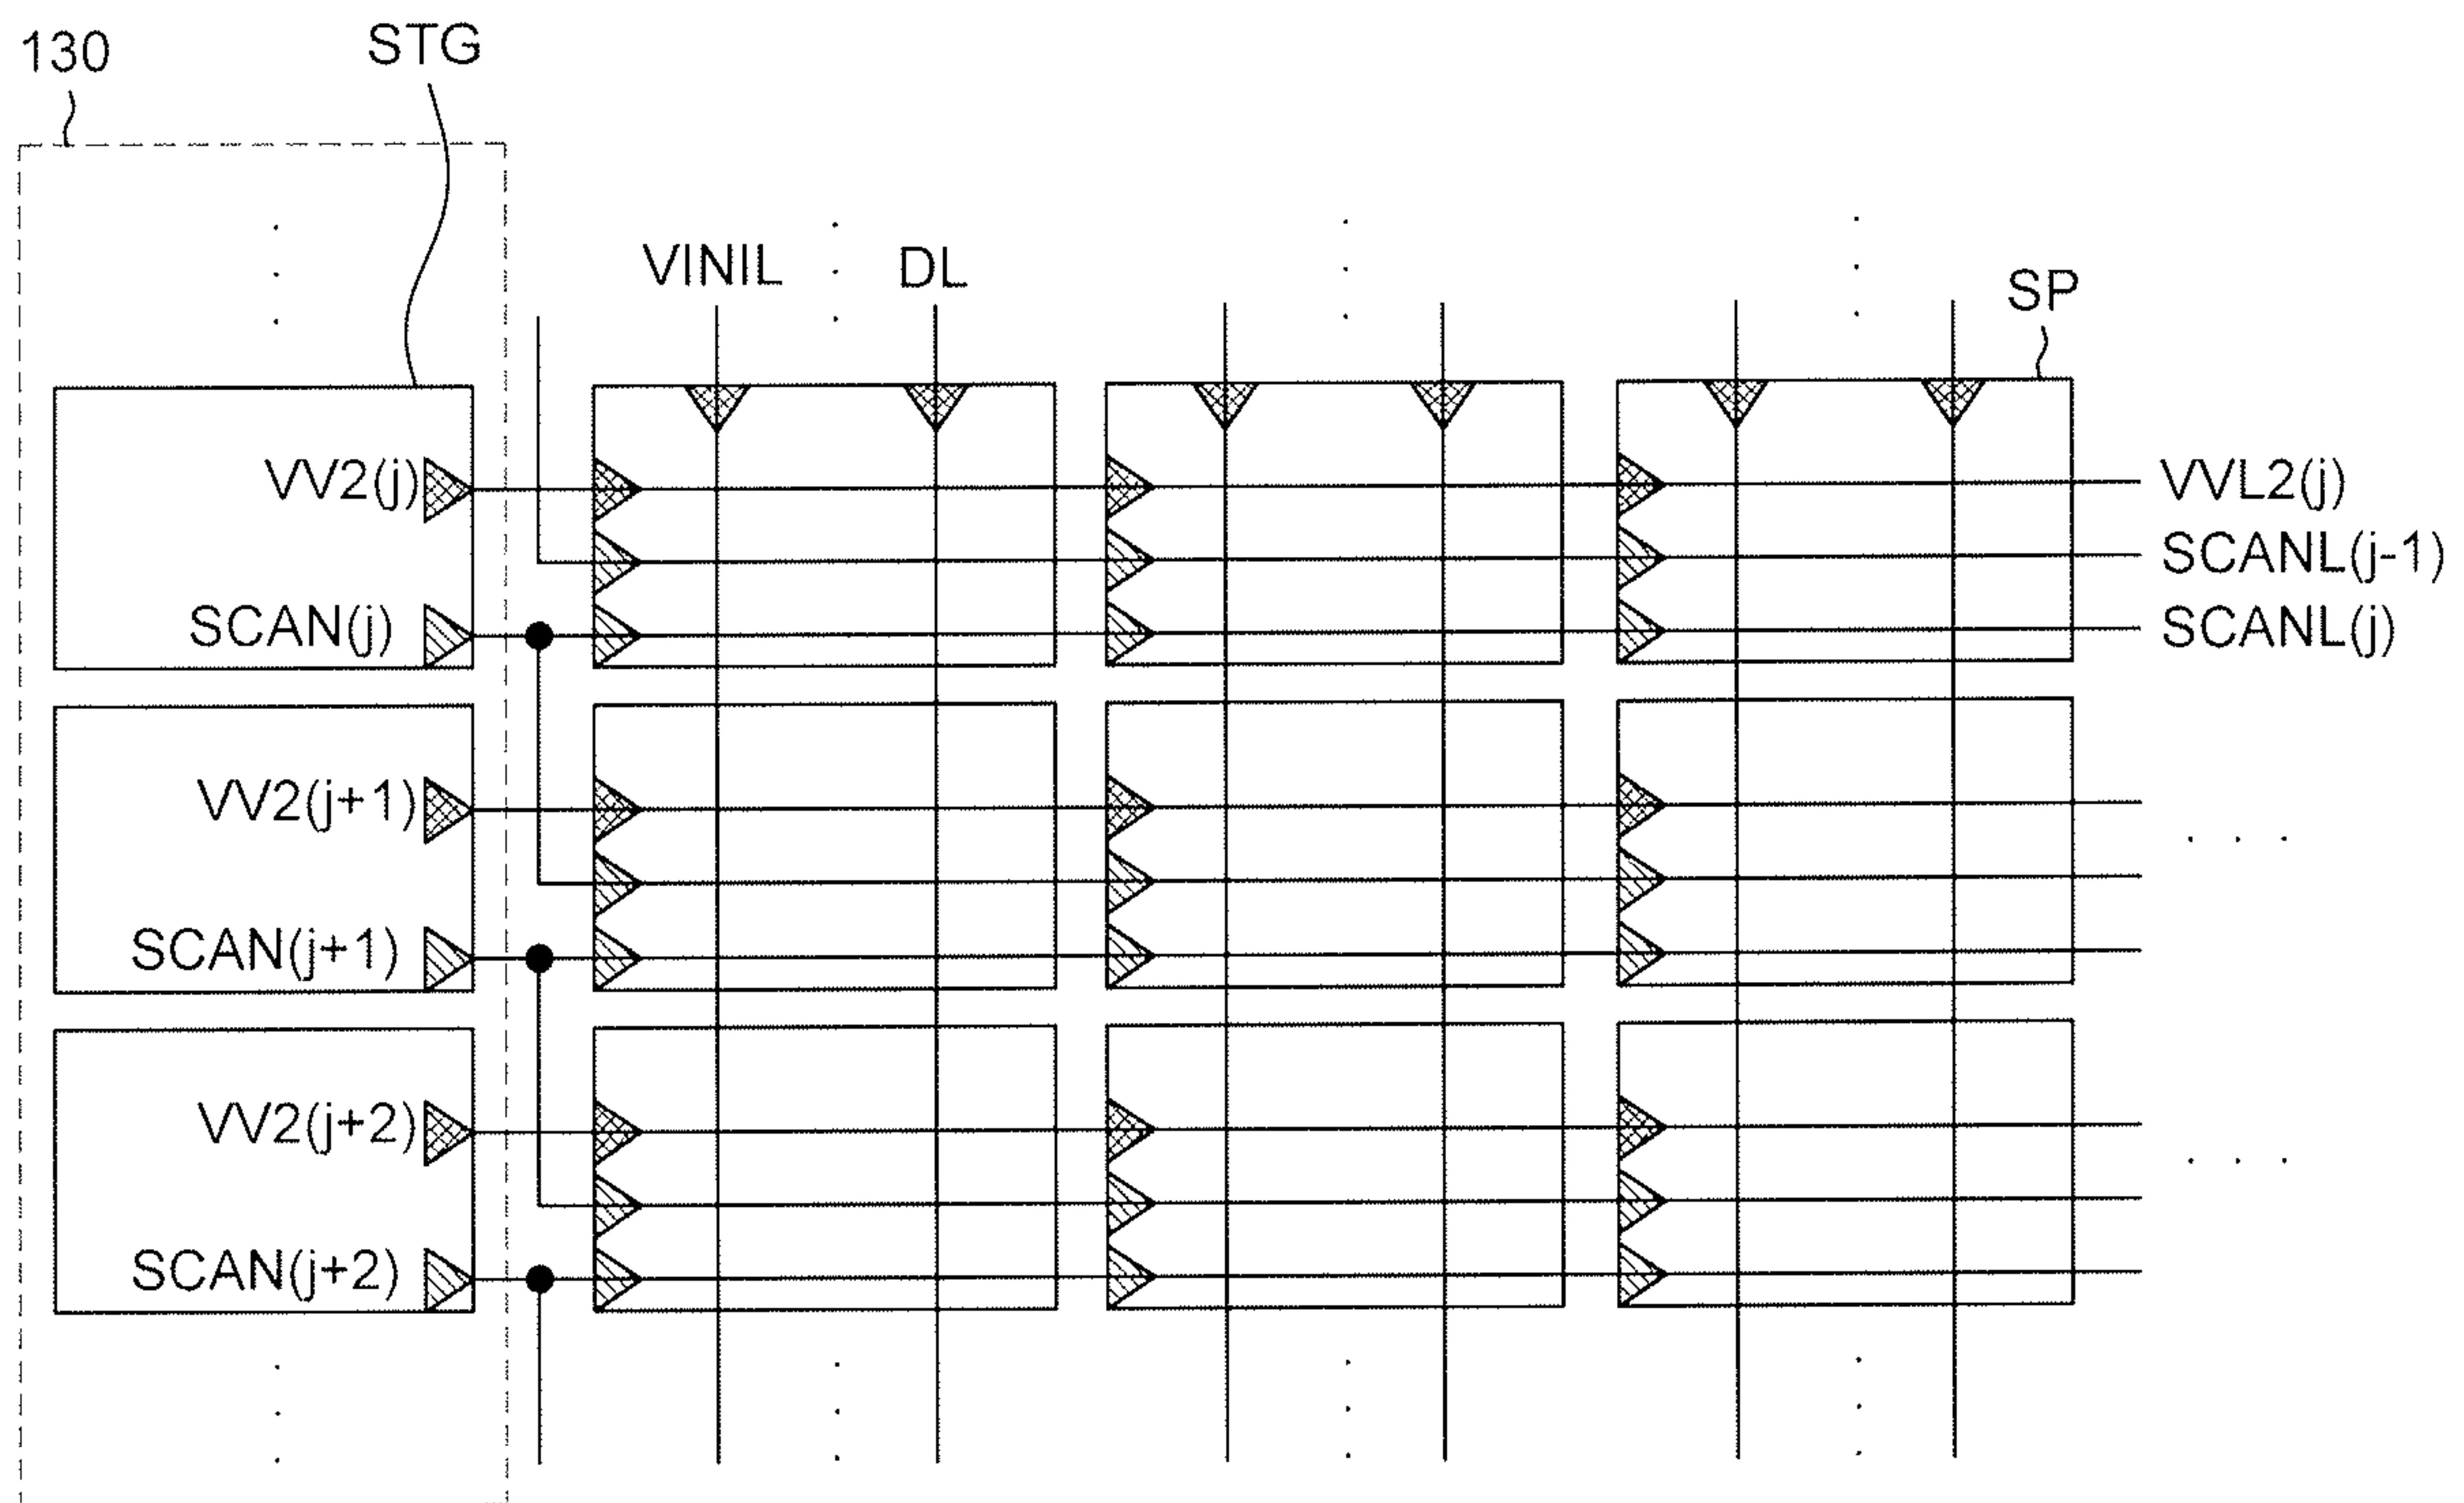 130
STG
VINIL
DL
SP
VV2(j)
VVL2(j)
SCANL(j-1)
SCAN(j)
SCANL(j)
VV2(j+1)
SCAN(j+1)
VV2(j+2)
SCAN(j+2)